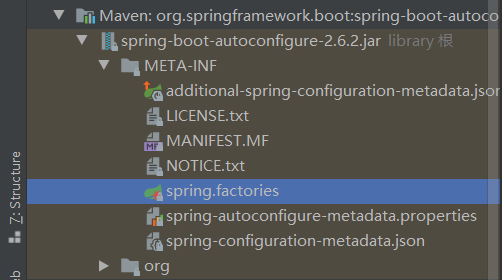 Maven: org.springframework.boot:spring-boot-autoco
spring-boot-autoconfigure-2.6.2.jar library 根
META-INF
additional-spring-configuration-metadata.json
LICENSE.txt
MANIFEST.MF
NOTICE.txt
spring.factories
spring-autoconfigure-metadata.properties
spring-configuration-metadata.json
org
Z: Structure